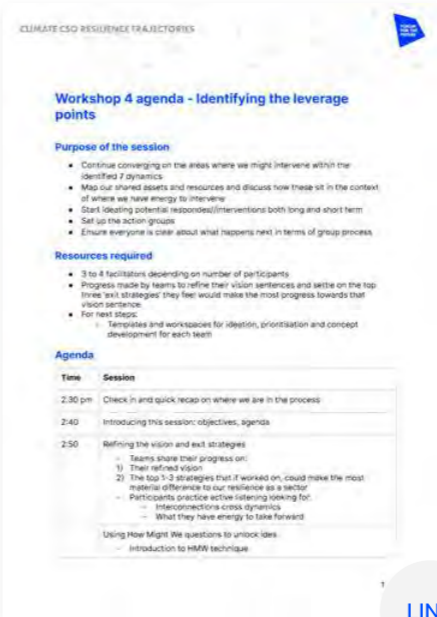 CLIMATE CSO RESILIENCE TRAJECTORIES
FORUM
FOR THE
FUTURE
Workshop 4 agenda - Identifying the leverage
points
Purpose of the session
• Continue converging on the areas where we might intervene within the
identified 7 dynamics
• Map our shared assets and resources and discuss how these sit in the context
of where we have energy to intervene
• Start ideating potential respondes//interventions both long and short term
• Set up the action groups
• Ensure everyone is clear about what happens next in terms of group process
Resources required
• 3 to 4 facilitators depending on number of participants
• Progress made by teams to refine their vision sentences and settle on the top
three 'exit strategies' they feel would make the most progress towards that
vision sentence.
• For next steps:
○ Templates and workspaces for ideation, prioritisation and concept
development for each team
Agenda
Time Session
2:30 pm Check in and quick recap on where we are in the process
2:40 Introducing this session: objectives, agenda
2:50 Refining the vision and exit strategies
- Teams share their progress on:
1) Their refined vision
2) The top 1-3 strategies that if worked on, could make the most
material difference to our resilience as a sector
- Participants practice active listening looking for:
- Interconnections cross dynamics
- What they have energy to take forward
Using How Might We questions to unlock idea
- Introduction to HMW technique
1
LIN